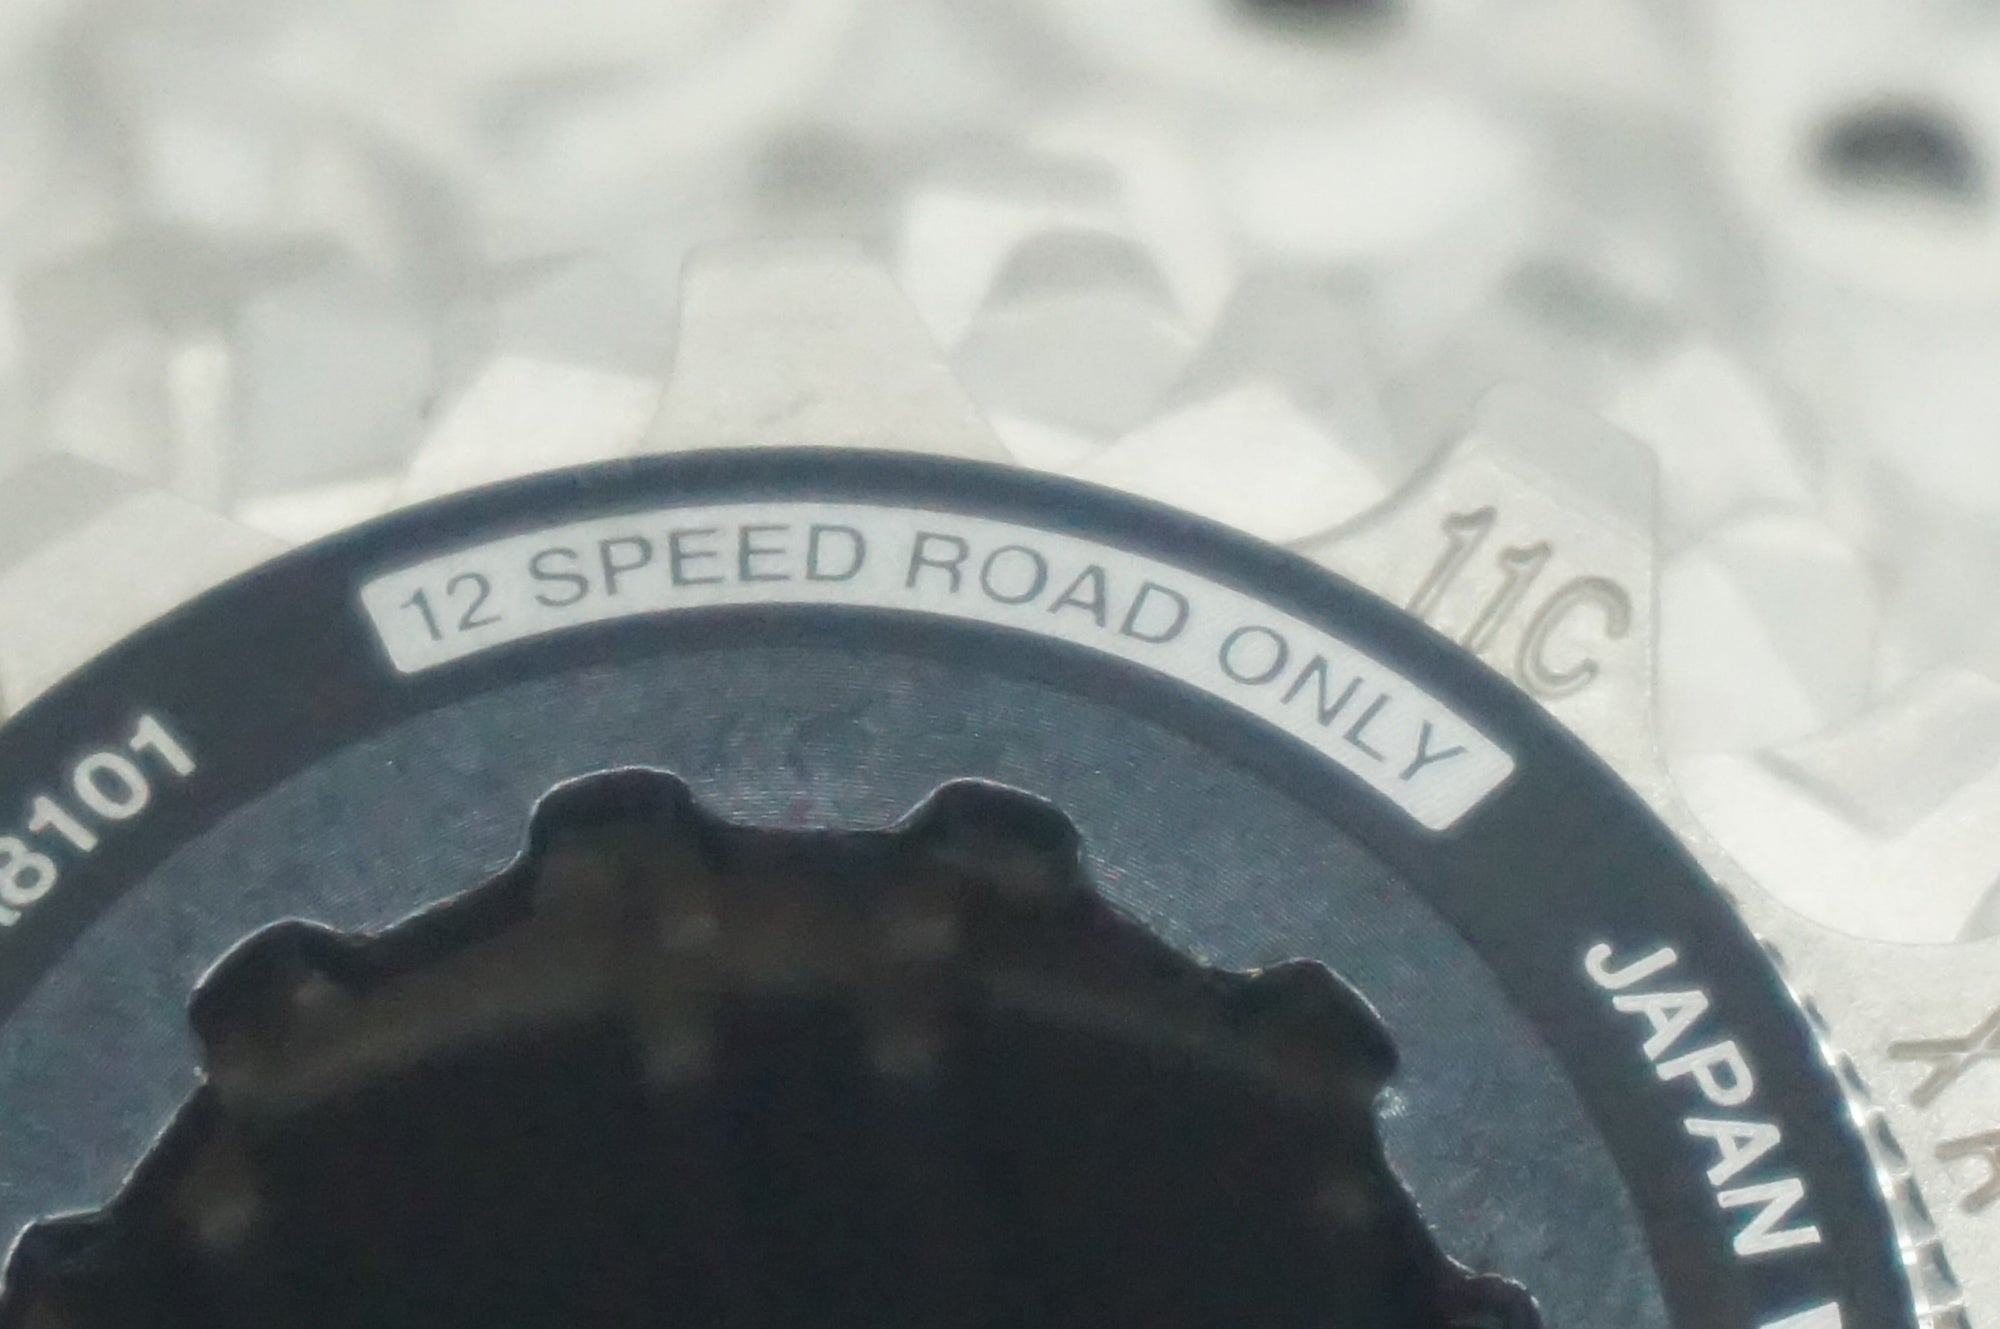 8101
12 SPEED ROAD ONLY
11C
JAPAN